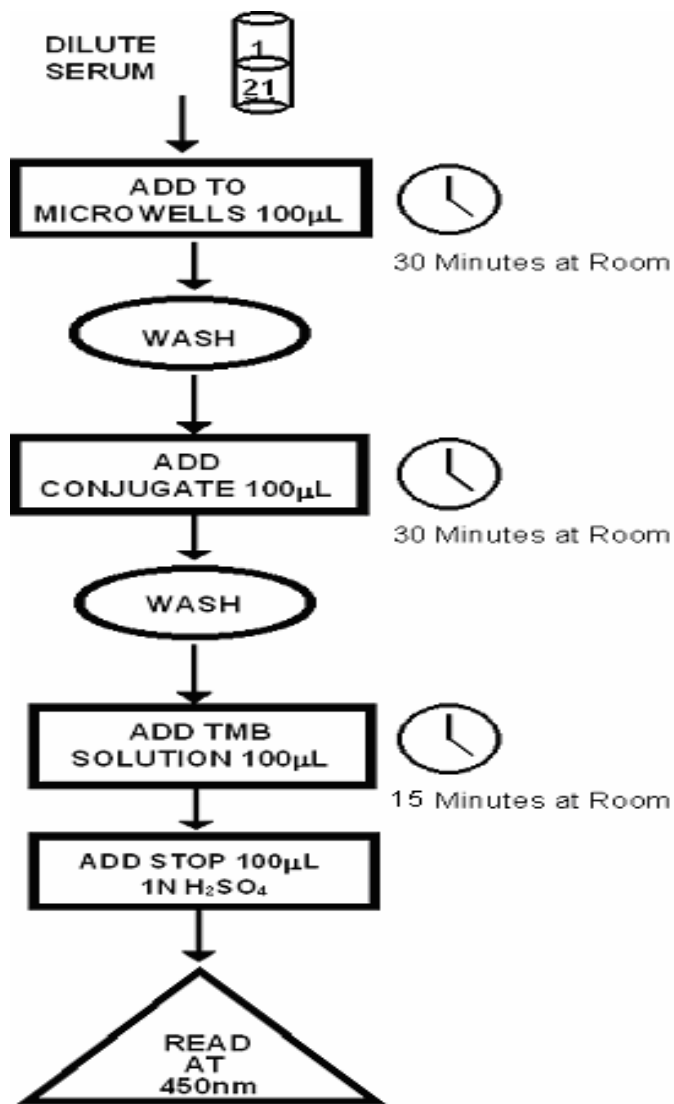 DILUTE
SERUM
1
21
ADD TO
MICROWELLS 100µL
30 Minutes at Room
WASH
ADD
CONJUGATE 100µL
30 Minutes at Room
WASH
ADD TMB
SOLUTION 100µL
15 Minutes at Room
ADD STOP 100µL
1N H₂SO₄
READ
AT
450nm